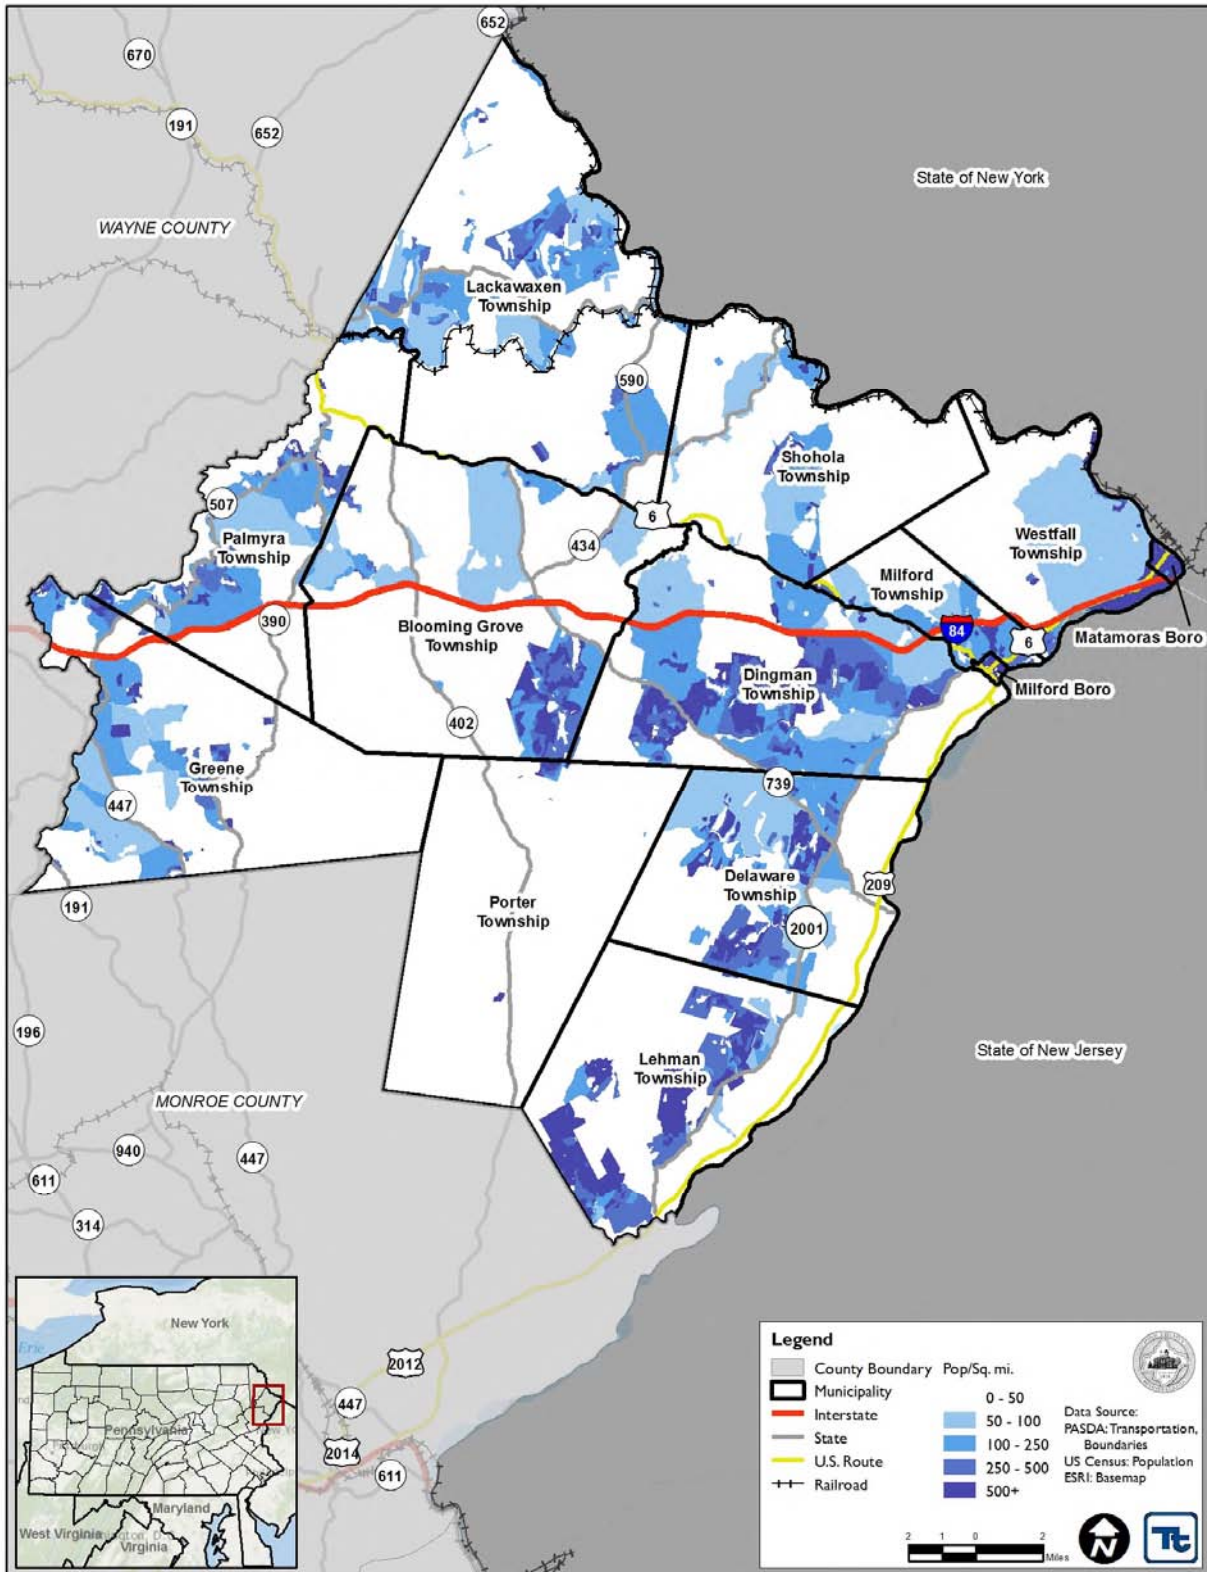 652
670
191
652
State of New York
WAYNE COUNTY
Lackawaxen
Township
590
Shohola
Township
507
6
Westfall
Township
Palmyra
Township
434
Milford
Township
390
Blooming Grove
Township
84
6
Matamoras Boro
Dingman
Township
Milford Boro
402
Greene
Township
739
447
Delaware
Township
209
Porter
Township
191
2001
196
State of New Jersey
Lehman
Township
MONROE COUNTY
940
447
611
314
New York
Erie
Pennsylvania
Maryland
West Virginia
Virginia
2012
447
2014
611
Legend
County Boundary
Municipality
Interstate
State
U.S. Route
Railroad
Pop/Sq. mi.
0 - 50
50 - 100
100 - 250
250 - 500
500+
Data Source:
PASDA: Transportation,
Boundaries
US Census: Population
ESRI: Basemap
2 1 0 2
Miles
N
Tt